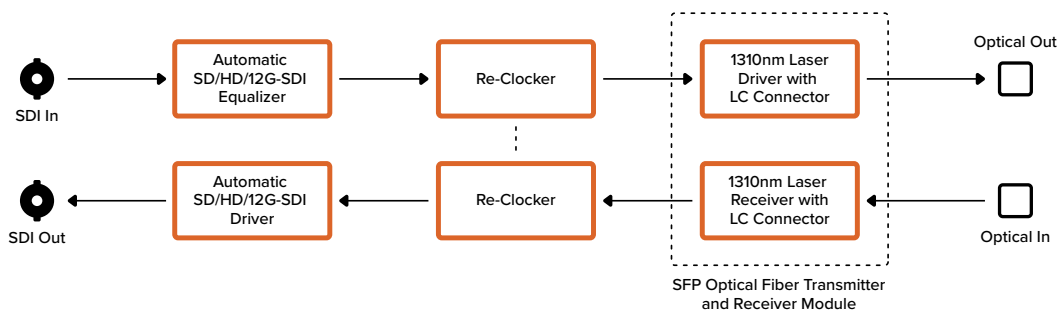 SDI In
Automatic
SD/HD/12G-SDI
Equalizer
Re-Clocker
1310nm Laser
Driver with
LC Connector
Optical Out
SDI Out
Automatic
SD/HD/12G-SDI
Driver
Re-Clocker
1310nm Laser
Receiver with
LC Connector
Optical In
SFP Optical Fiber Transmitter
and Receiver Module